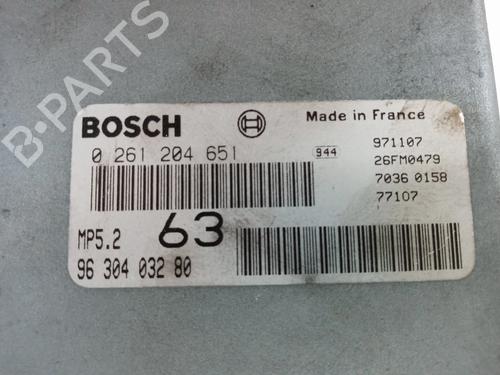 B-PARTS
BOSCH
Made in France
0 261 204 651
944
971107
26FM0479
7036 0158
77107
MP5.2
63
96 304 032 80